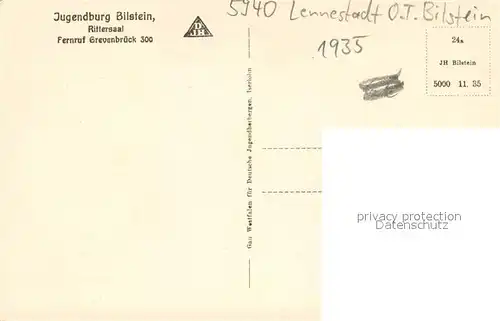 Jugendburg Bilstein,
Rittersaal
Fernruf Grevenbrück 300
DJH
5940 Lennestadt O.T. Bilstein
1935
24a
JH Bilstein
5000 11. 35
Gau Westfalen für Deutsche Jugendherbergen, Iserlohn
privacy protection
Datenschutz